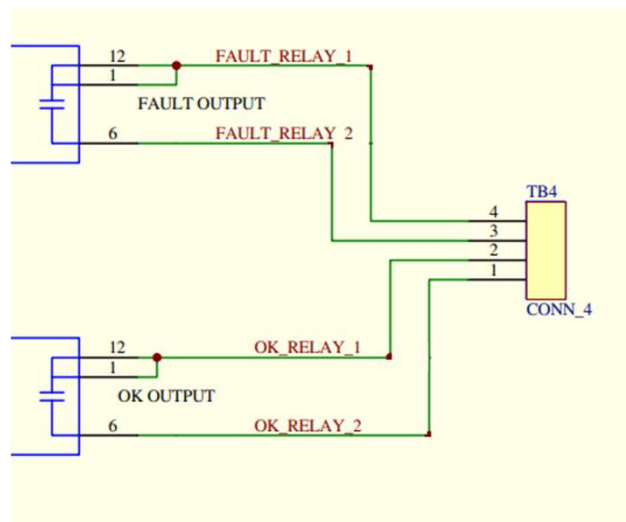 12
FAULT_RELAY_1
1
FAULT OUTPUT
6
FAULT_RELAY_2
TB4
4
3
2
1
CONN_4
12
OK_RELAY_1
1
OK OUTPUT
6
OK_RELAY_2